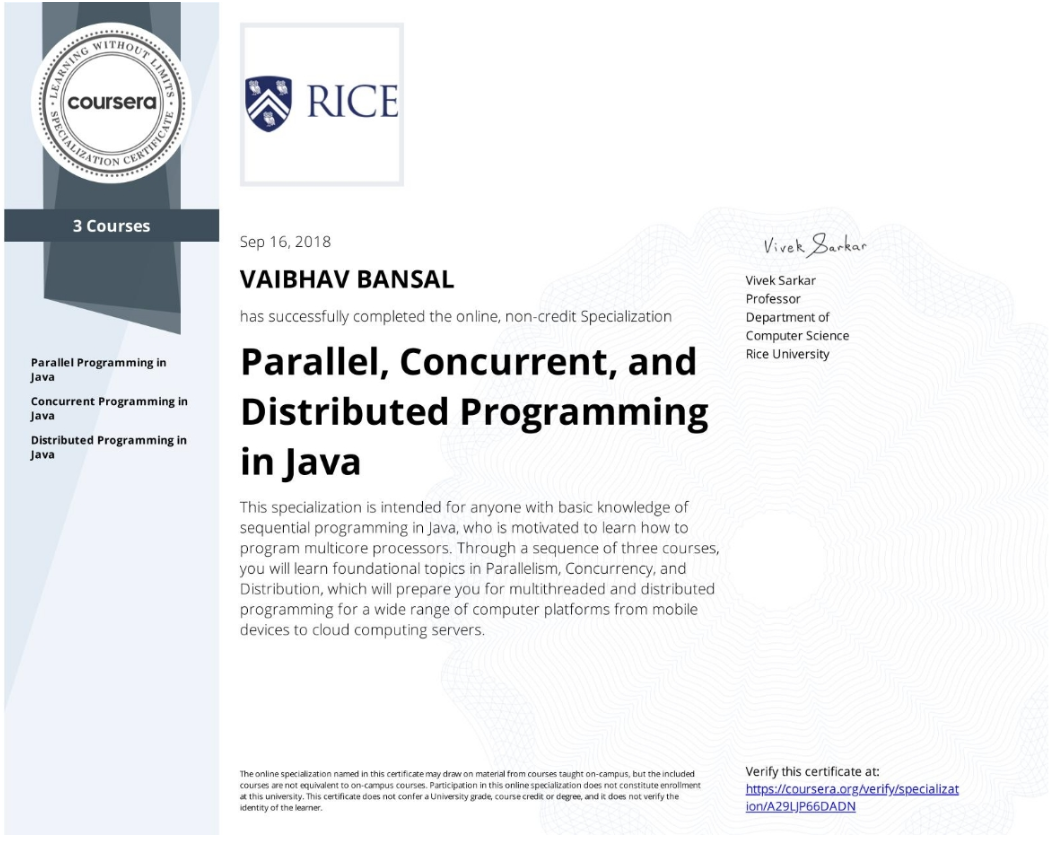 LEARNING WITHOUT LIMITS
coursera
SPECIALIZATION CERTIFICATE
3 Courses
Parallel Programming in
Java
Concurrent Programming in
Java
Distributed Programming in
Java
RICE
Sep 16, 2018
VAIBHAV BANSAL
has successfully completed the online, non-credit Specialization
Parallel, Concurrent, and
Distributed Programming
in Java
This specialization is intended for anyone with basic knowledge of
sequential programming in Java, who is motivated to learn how to
program multicore processors. Through a sequence of three courses,
you will learn foundational topics in Parallelism, Concurrency, and
Distribution, which will prepare you for multithreaded and distributed
programming for a wide range of computer platforms from mobile
devices to cloud computing servers.
The online specialization named in this certificate may draw on material from courses taught on-campus, but the included
courses are not equivalent to on-campus courses. Participation in this online specialization does not constitute enrollment
at this university. This certificate does not confer a University grade, course credit or degree, and it does not verify the
identity of the learner.
Vivek Sarkar
Vivek Sarkar
Professor
Department of
Computer Science
Rice University
Verify this certificate at:
https://coursera.org/verify/specializat
ion/A29LJP66DADN